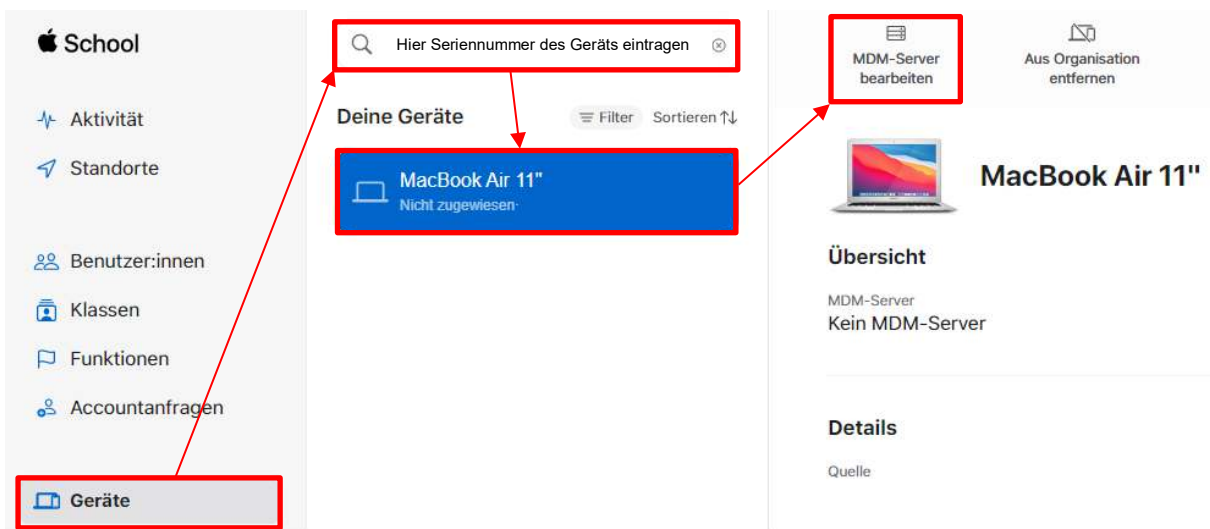 School
Aktivität
Standorte
Benutzer:innen
Klassen
Funktionen
Accountanfragen
Geräte
Hier Seriennummer des Geräts eintragen
Deine Geräte
Filter
Sortieren↑↓
MacBook Air 11"
Nicht zugewiesen·
MDM-Server
bearbeiten
Aus Organisation
entfernen
MacBook Air 11"
Übersicht
MDM-Server
Kein MDM-Server
Details
Quelle